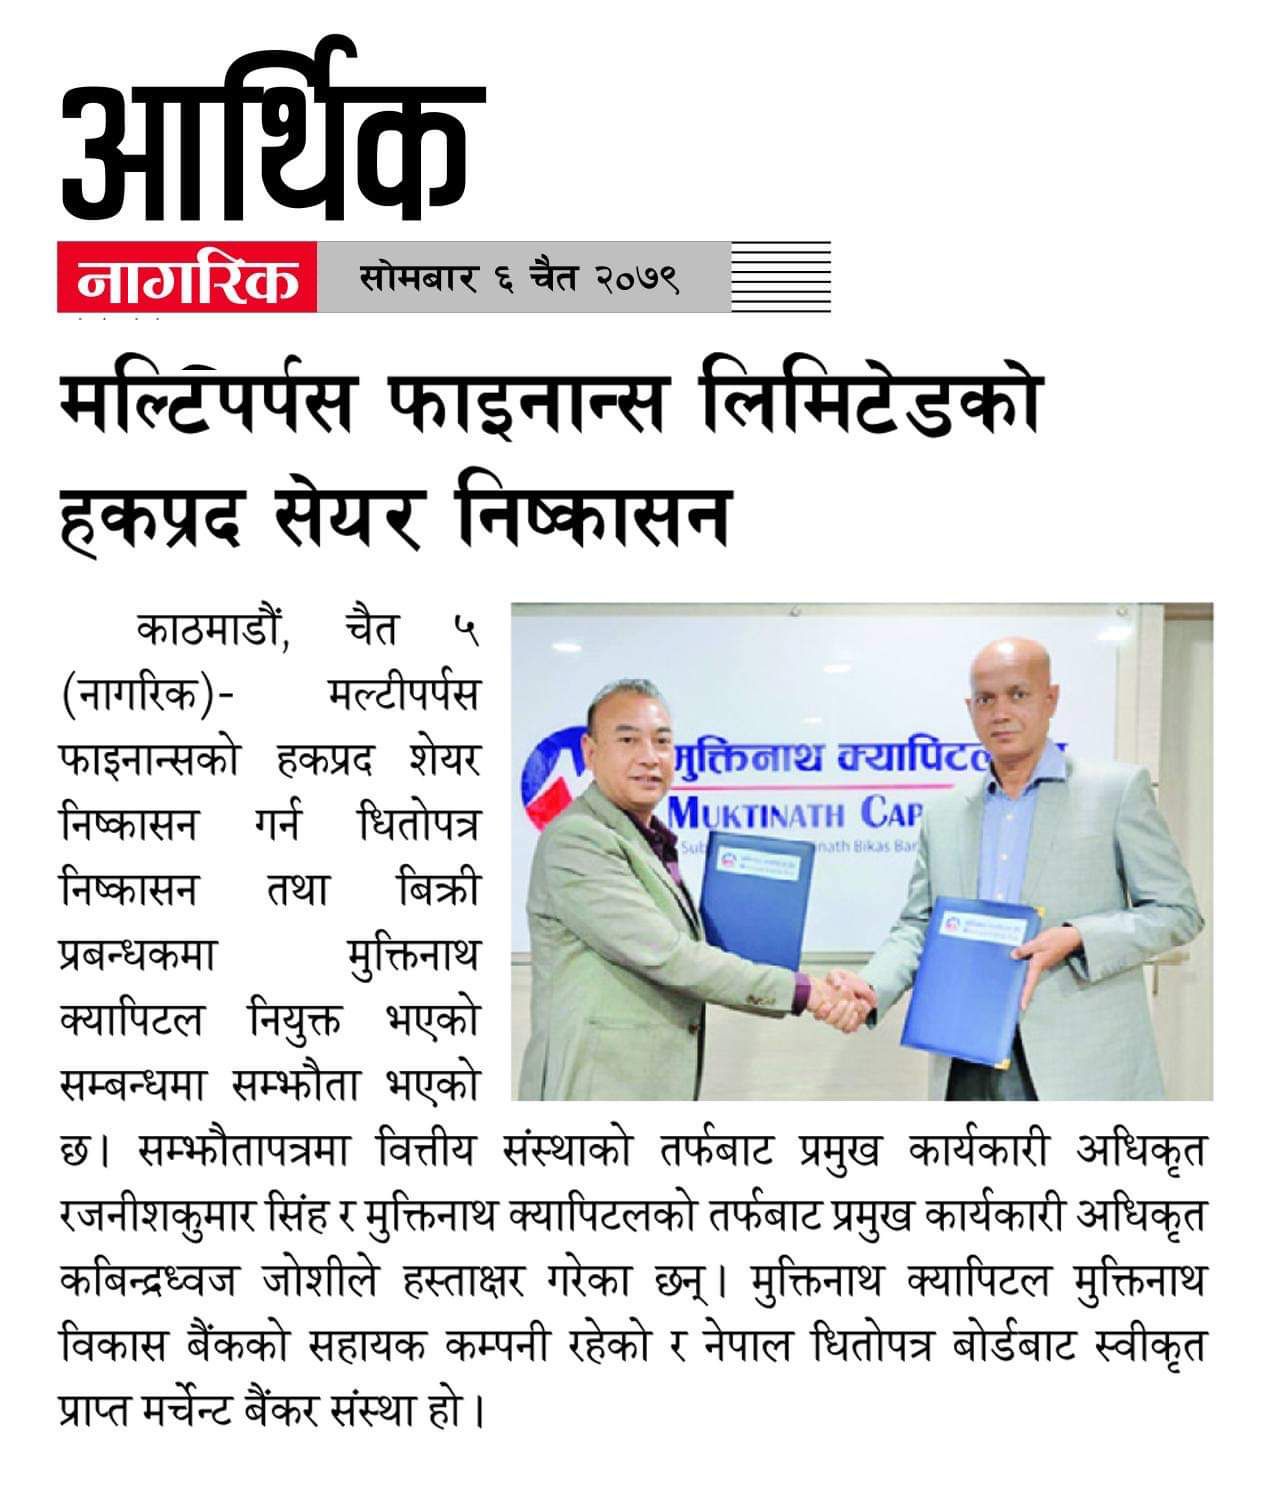 आर्थिक
नागरिक सोमबार ६ चैत २०७९
मल्टिपर्पस फाइनान्स लिमिटेडको
हकप्रद सेयर निष्कासन
काठमाडौं, चैत ५
(नागरिक)- मल्टीपर्पस
फाइनान्सको हकप्रद शेयर
निष्कासन गर्न धितोपत्र
निष्कासन तथा बिक्री
प्रबन्धकमा मुक्तिनाथ
क्यापिटल नियुक्त भएको
सम्बन्धमा सम्झौता भएको
छ। सम्झौतापत्रमा वित्तीय संस्थाको तर्फबाट प्रमुख कार्यकारी अधिकृत
रजनीशकुमार सिंह र मुक्तिनाथ क्यापिटलको तर्फबाट प्रमुख कार्यकारी अधिकृत
कबिन्द्रध्वज जोशीले हस्ताक्षर गरेका छन्। मुक्तिनाथ क्यापिटल मुक्तिनाथ
विकास बैंकको सहायक कम्पनी रहेको र नेपाल धितोपत्र बोर्डबाट स्वीकृत
प्राप्त मर्चेन्ट बैंकर संस्था हो।
मुक्तिनाथ क्यापिटल
MUKTINATH CAP
Sub nath Bikas Ban